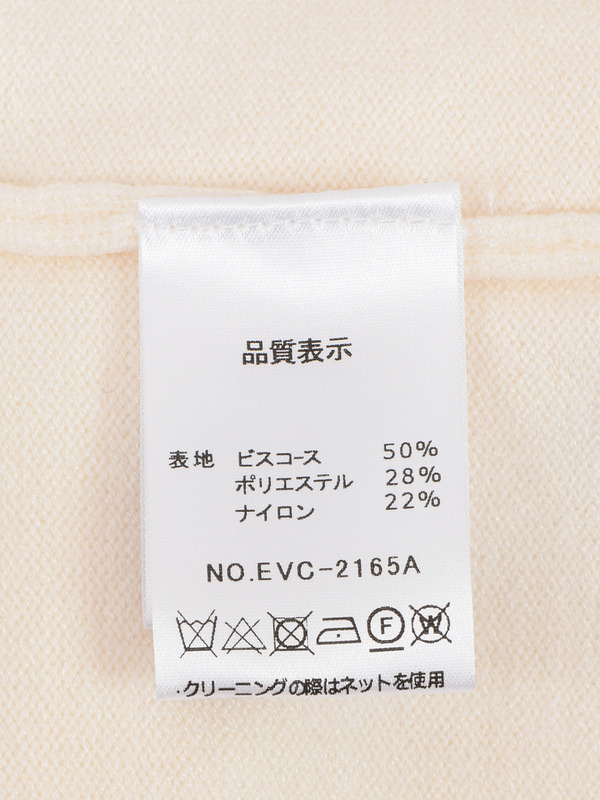 品質表示
表地 ビスコース 50%
ポリエステル 28%
ナイロン 22%
NO.EVC-2165A
F W
・クリーニングの際はネットを使用